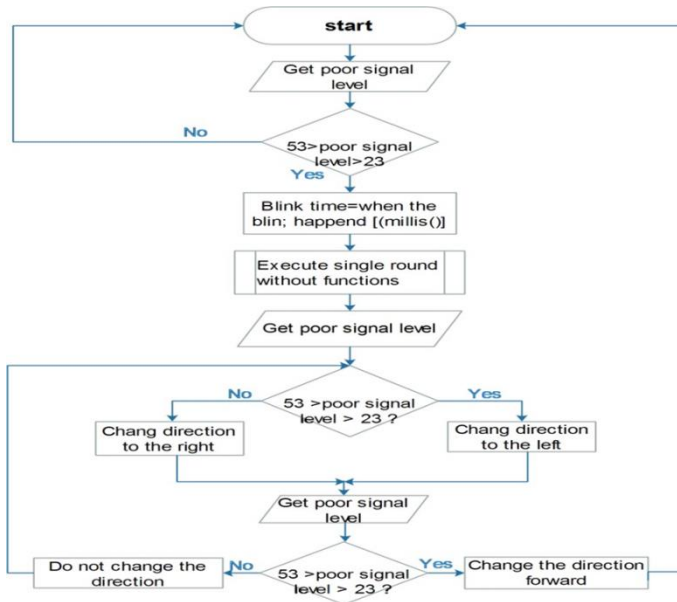 start
Get poor signal
level
No
53>poor signal
level>23
Yes
Blink time=when the
blin; happend [(millis()]
Execute single round
without functions
Get poor signal level
No
Yes
53 >poor signal
level > 23 ?
Chang direction
to the right
Chang direction
to the left
Get poor signal
level
Do not change the
direction
No
53 >poor signal
level > 23 ?
Yes
Change the direction
forward